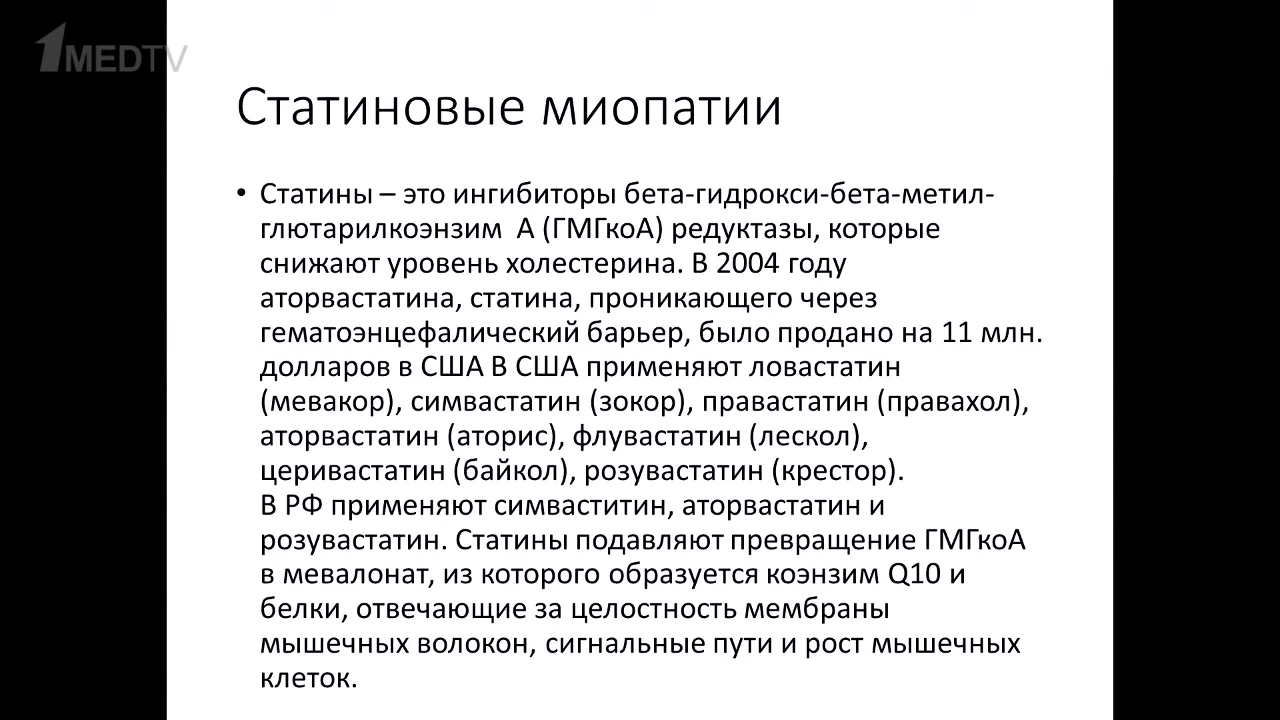 1MEDTV
Статиновые миопатии
• Статины – это ингибиторы бета-гидрокси-бета-метил-
глютарилкоэнзим А (ГМГкоА) редуктазы, которые
снижают уровень холестерина. В 2004 году
аторвастатина, статина, проникающего через
гематоэнцефалический барьер, было продано на 11 млн.
долларов в США В США применяют ловастатин
(мевакор), симвастатин (зокор), правастатин (правахол),
аторвастатин (аторис), флувастатин (лескол),
церивастатин (байкол), розувастатин (крестор).
В РФ применяют симваститин, аторвастатин и
розувастатин. Статины подавляют превращение ГМГкоА
в мевалонат, из которого образуется коэнзим Q10 и
белки, отвечающие за целостность мембраны
мышечных волокон, сигнальные пути и рост мышечных
клеток.